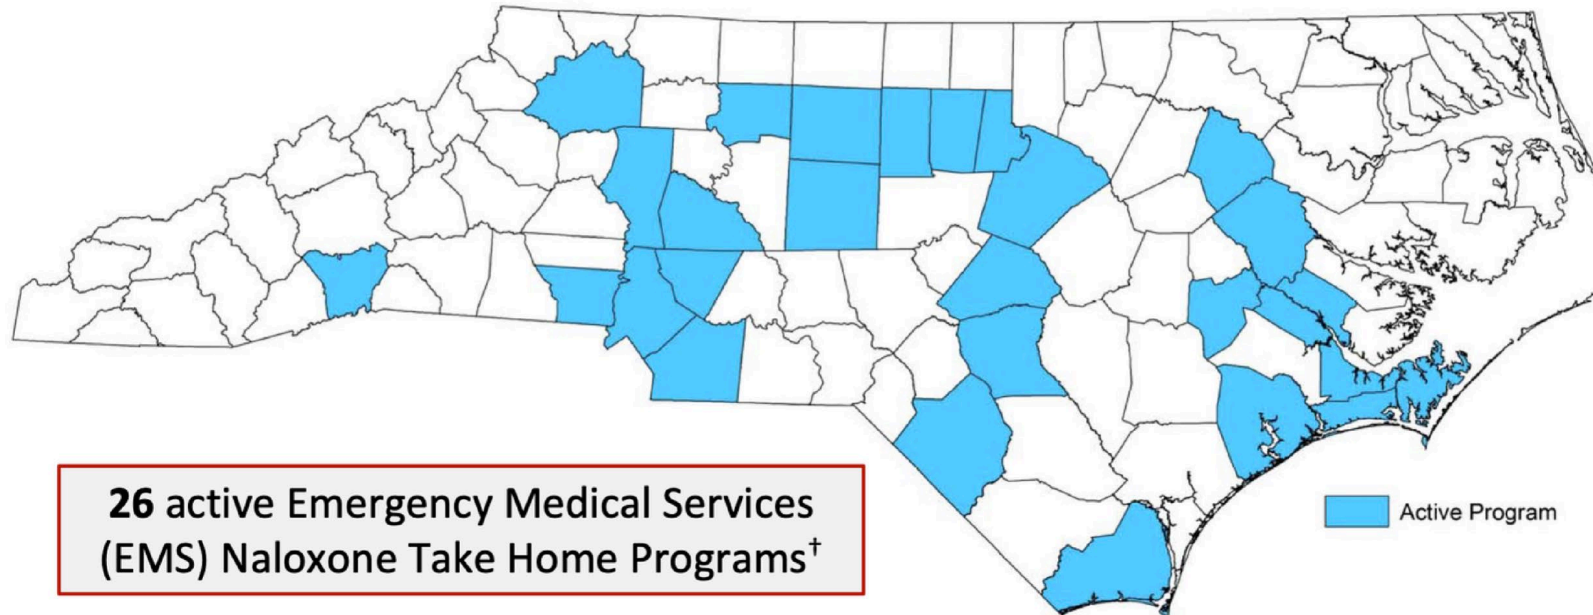 26 active Emergency Medical Services
(EMS) Naloxone Take Home Programs†
Active Program